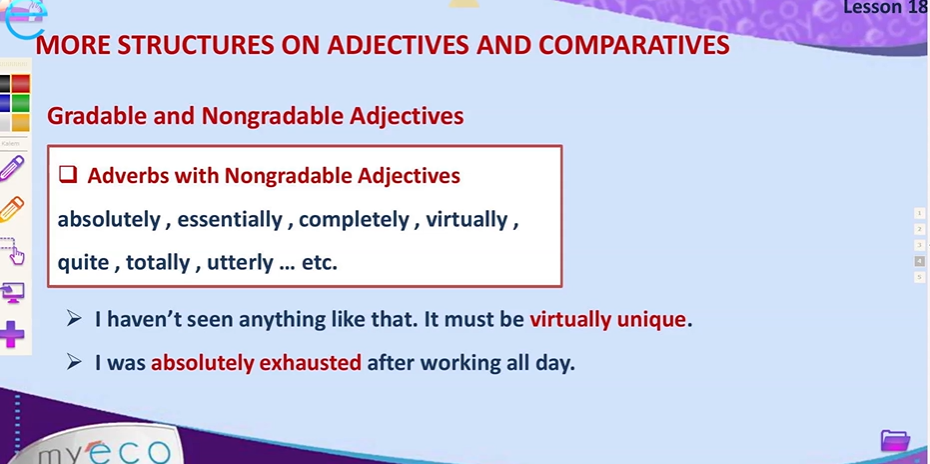 Lesson 18
MORE STRUCTURES ON ADJECTIVES AND COMPARATIVES
Gradable and Nongradable Adjectives
❑ Adverbs with Nongradable Adjectives
absolutely , essentially , completely , virtually ,
quite , totally , utterly ... etc.
➢ I haven't seen anything like that. It must be virtually unique.
➢ I was absolutely exhausted after working all day.
1
2
3
4
5
myeco